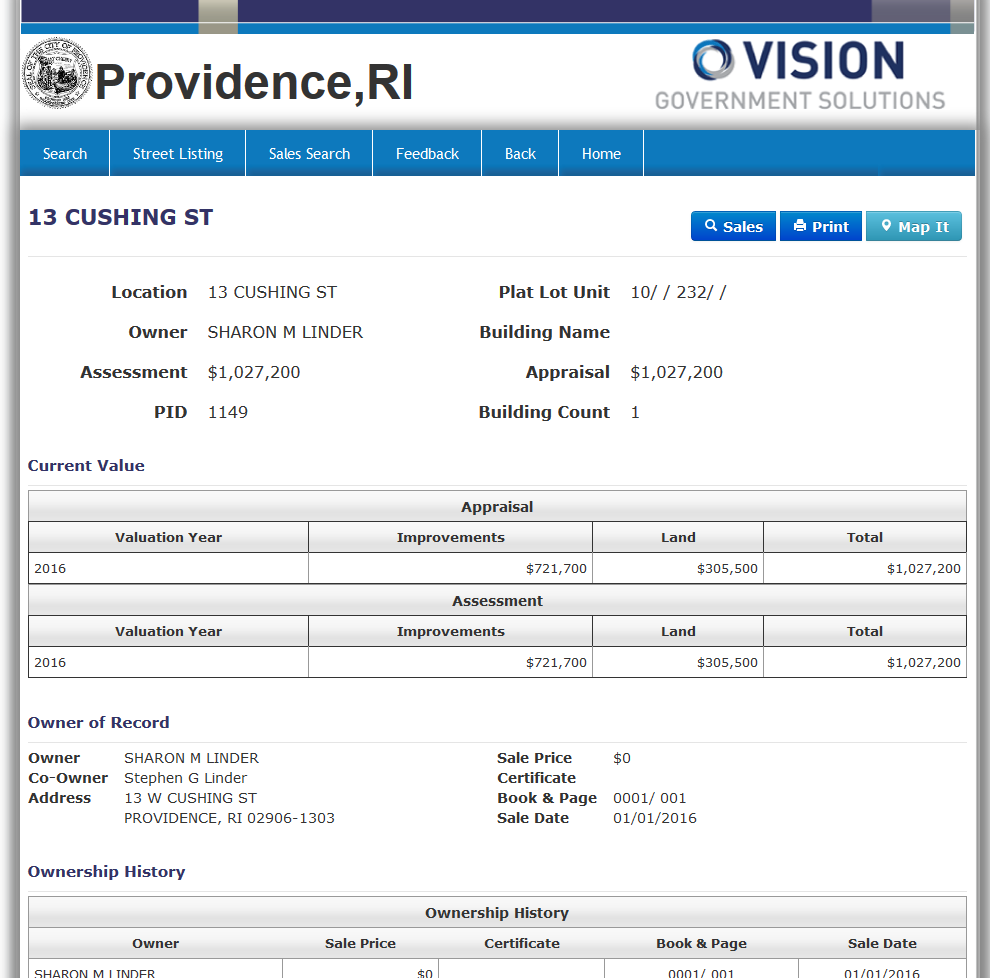 Providence,RI
VISION
GOVERNMENT SOLUTIONS
Search Street Listing Sales Search Feedback Back Home
13 CUSHING ST
Sales Print Map It
Location 13 CUSHING ST Plat Lot Unit 10/ / 232/ /
Owner SHARON M LINDER Building Name
Assessment $1,027,200 Appraisal $1,027,200
PID 1149 Building Count 1
Current Value
Appraisal
Valuation Year Improvements Land Total
2016 $721,700 $305,500 $1,027,200
Assessment
Valuation Year Improvements Land Total
2016 $721,700 $305,500 $1,027,200
Owner of Record
Owner SHARON M LINDER Sale Price $0
Co-Owner Stephen G Linder Certificate
Address 13 W CUSHING ST Book & Page 0001/ 001
PROVIDENCE, RI 02906-1303 Sale Date 01/01/2016
Ownership History
Ownership History
Owner Sale Price Certificate Book & Page Sale Date
SHARON M LINDER $0 0001/ 001 01/01/2016